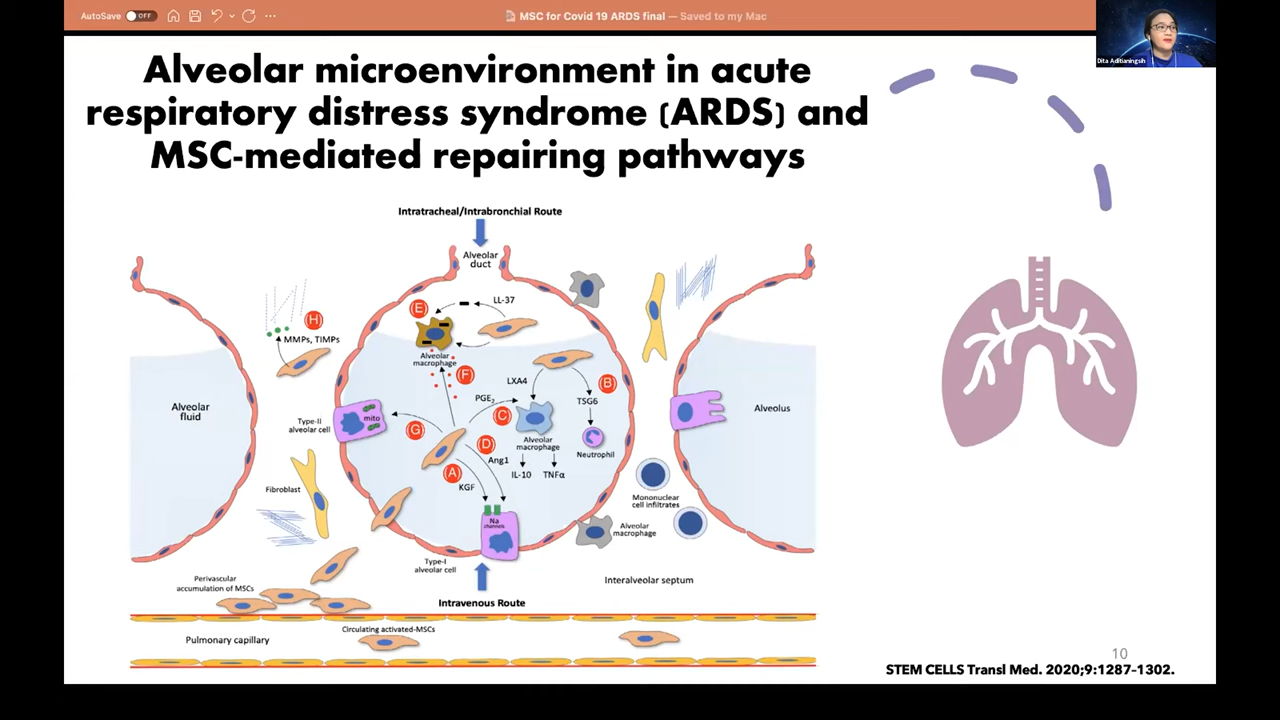 AutoSave OFF
MSC for Covid 19 ARDS final — Saved to my Mac
Dita Aditianingsih
Alveolar microenvironment in acute
respiratory distress syndrome (ARDS) and
MSC-mediated repairing pathways
Intratracheal/Intrabronchial Route
Alveolar
duct
E
LL-37
H
MMPs, TIMPs
Alveolar
macrophage
F
LXA4
B
PGE2
TSG6
C
Alveolar
fluid
Alveolus
mito
Type-II
alveolar cell
G
D
Alveolar
macrophage
Neutrophil
Ang1
A
IL-10
TNFα
KGF
Fibroblast
Mononuclear
cell infiltrates
Na
channels
Alveolar
macrophage
Type-I
alveolar cell
Perivascular
accumulation of MSCs
Interalveolar septum
Intravenous Route
Circulating activated-MSCs
Pulmonary capillary
10
STEM CELLS Transl Med. 2020;9:1287–1302.